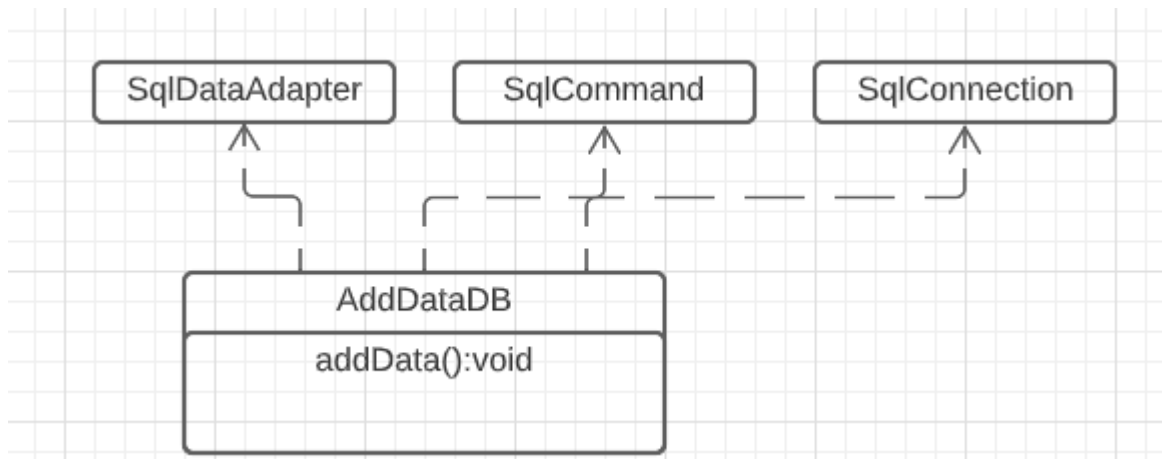 SqlDataAdapter
SqlCommand
SqlConnection
AddDataDB
addData():void